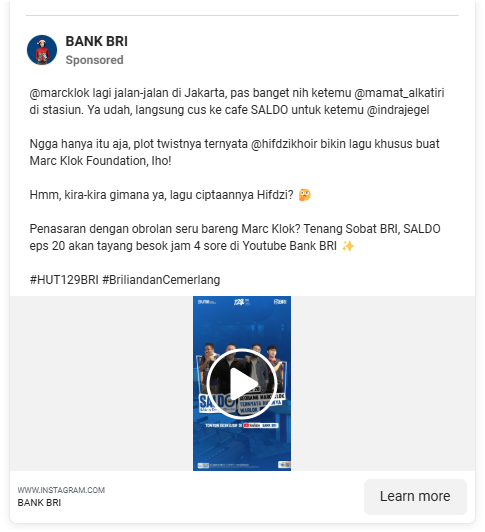 BANK BRI
Sponsored
@marcklok lagi jalan-jalan di Jakarta, pas banget nih ketemu @mamat_alkatiri
di stasiun. Ya udah, langsung cus ke cafe SALDO untuk ketemu @indrajegel
Ngga hanya itu aja, plot twistnya ternyata @hifdzikhoir bikin lagu khusus buat
Marc Klok Foundation, lho!
Hmm, kira-kira gimana ya, lagu ciptaannya Hifdzi? 🤔
Penasaran dengan obrolan seru bareng Marc Klok? Tenang Sobat BRI, SALDO
eps 20 akan tayang besok jam 4 sore di Youtube Bank BRI ✨
#HUT129BRI #BriliandanCemerlang
SALDO
WWW.INSTAGRAM.COM
BANK BRI
Learn more